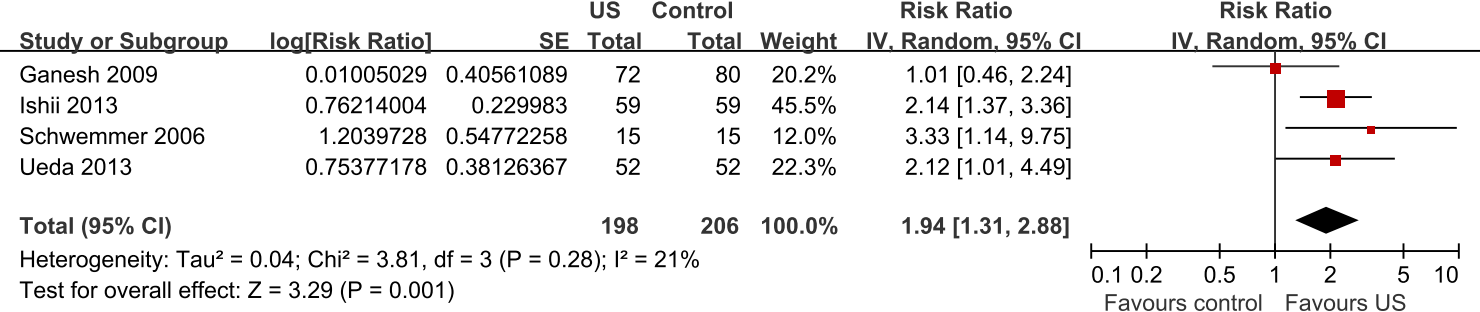 US Control Risk Ratio Risk Ratio
Study or Subgroup log[Risk Ratio] SE Total Total Weight IV, Random, 95% CI IV, Random, 95% CI
Ganesh 2009 0.01005029 0.40561089 72 80 20.2% 1.01 [0.46, 2.24]
Ishii 2013 0.76214004 0.229983 59 59 45.5% 2.14 [1.37, 3.36]
Schwemmer 2006 1.2039728 0.54772258 15 15 12.0% 3.33 [1.14, 9.75]
Ueda 2013 0.75377178 0.38126367 52 52 22.3% 2.12 [1.01, 4.49]
Total (95% CI) 198 206 100.0% 1.94 [1.31, 2.88]
Heterogeneity: Tau² = 0.04; Chi² = 3.81, df = 3 (P = 0.28); I² = 21%
Test for overall effect: Z = 3.29 (P = 0.001)
0.1 0.2 0.5 1 2 5 10
Favours control Favours US